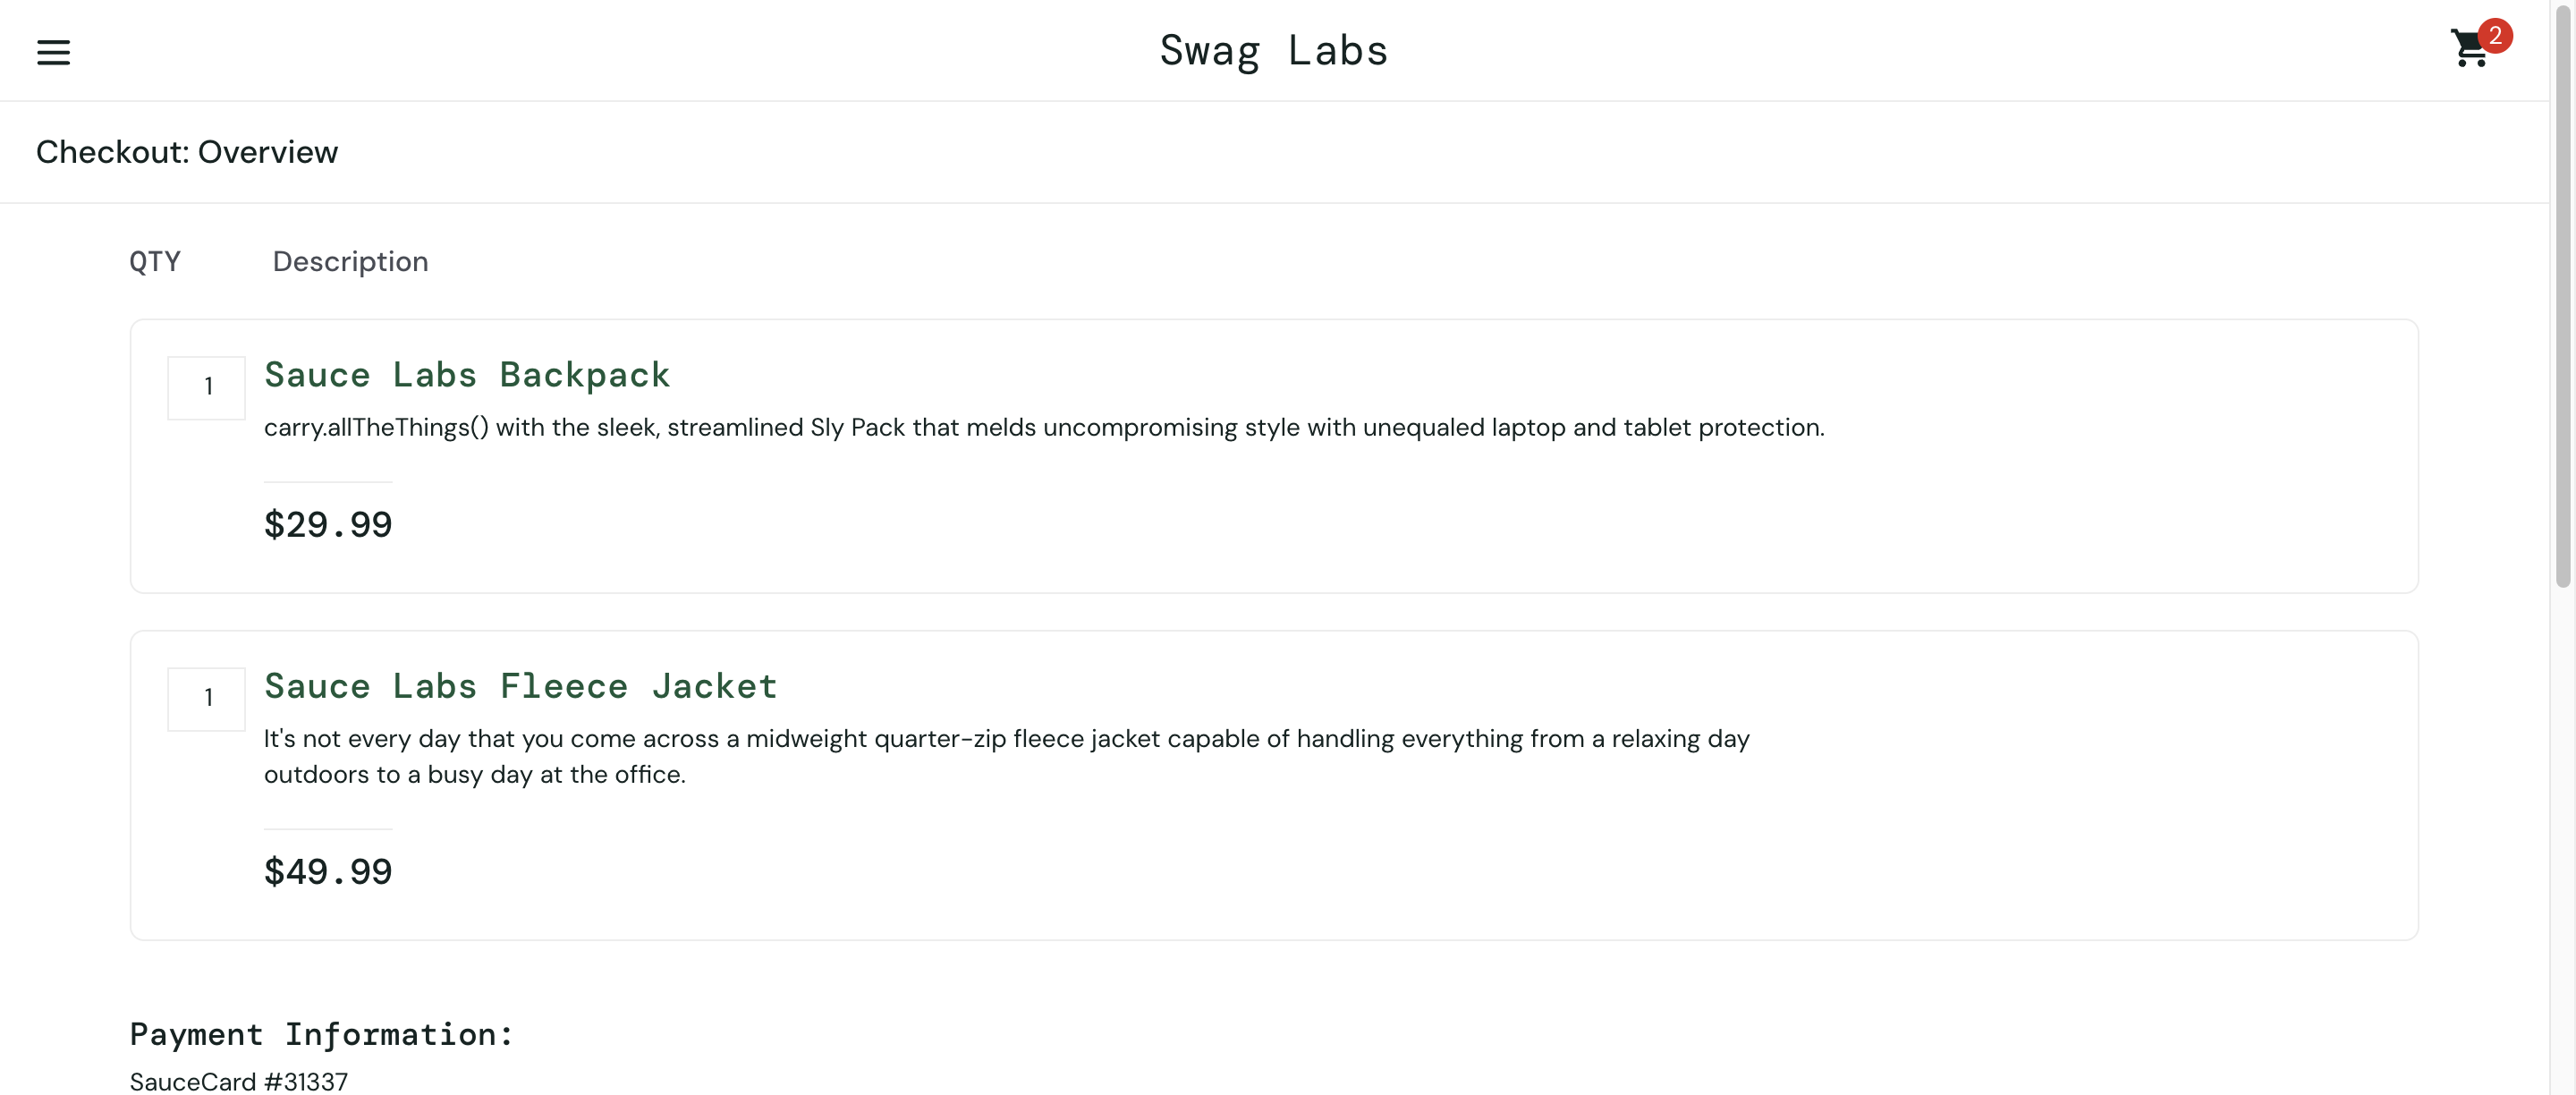 Swag Labs
2
Checkout: Overview
QTY Description
1
Sauce Labs Backpack
carry.allTheThings() with the sleek, streamlined Sly Pack that melds uncompromising style with unequaled laptop and tablet protection.
$29.99
1
Sauce Labs Fleece Jacket
It's not every day that you come across a midweight quarter-zip fleece jacket capable of handling everything from a relaxing day
outdoors to a busy day at the office.
$49.99
Payment Information:
SauceCard #31337